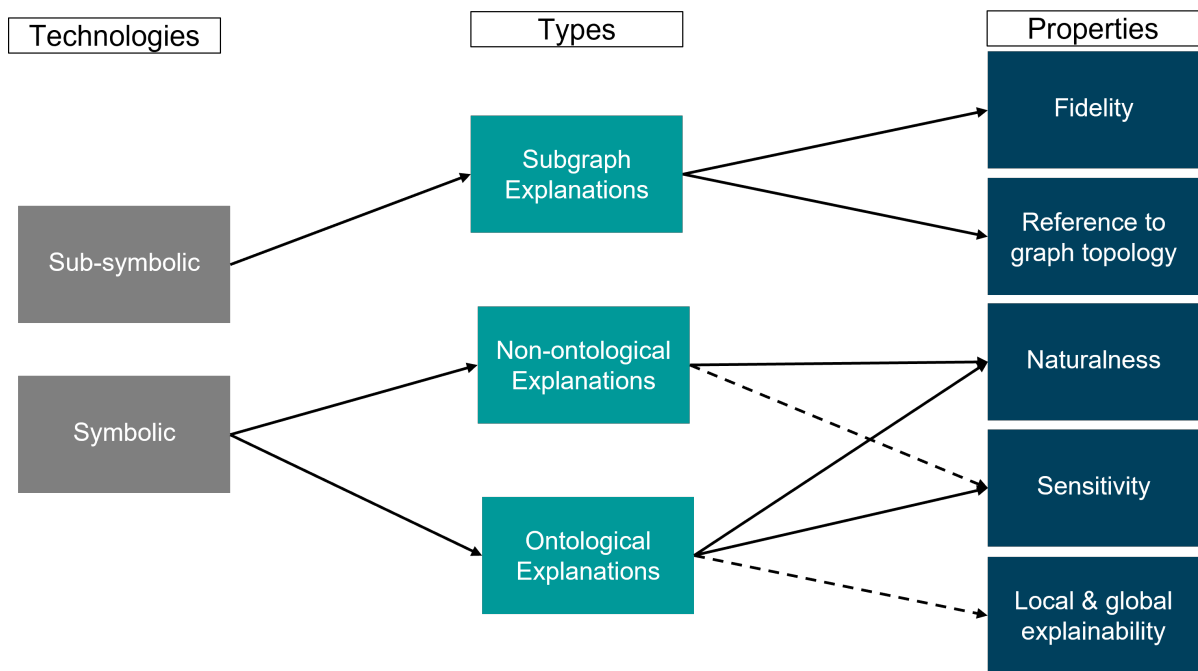 Technologies
Types
Properties
Sub-symbolic
Symbolic
Subgraph
Explanations
Non-ontological
Explanations
Ontological
Explanations
Fidelity
Reference to
graph topology
Naturalness
Sensitivity
Local & global
explainability